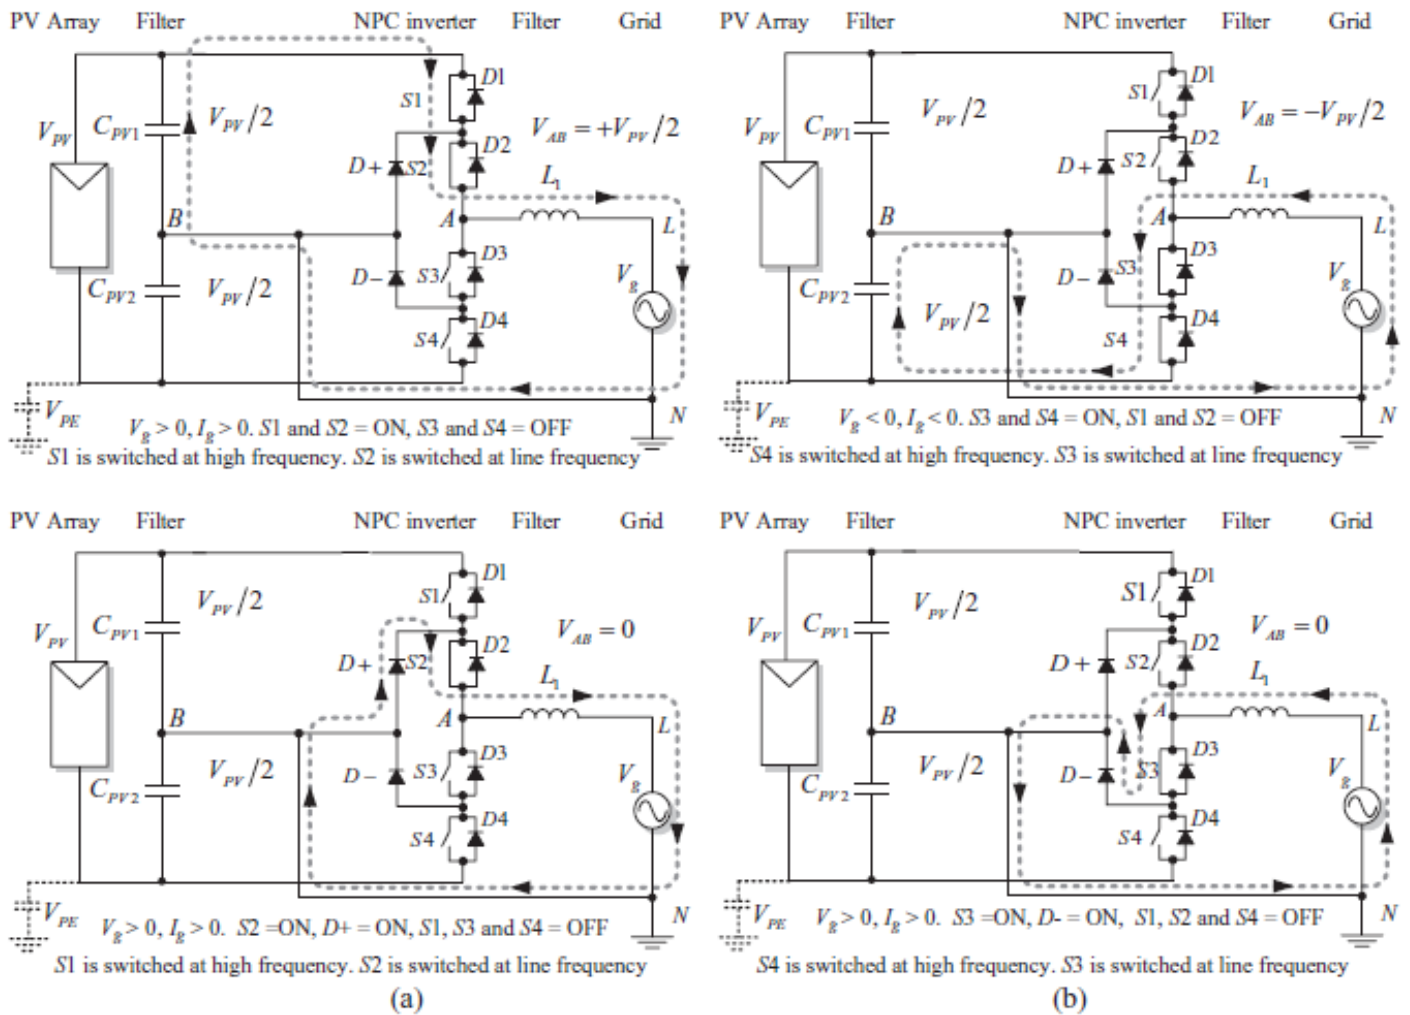 PV Array Filter NPC inverter Filter Grid
D1
S1
V_PV
C_PV1
V_PV/2
V_AB = +V_PV/2
D2
D+
S2
L_1
B
A
L
D3
D−
S3
V_g
C_PV2
V_PV/2
D4
S4
V_PE
N
V_g > 0, I_g > 0. S1 and S2 = ON, S3 and S4 = OFF
S1 is switched at high frequency. S2 is switched at line frequency
PV Array Filter NPC inverter Filter Grid
D1
S1
V_PV
C_PV1
V_PV/2
V_AB = −V_PV/2
D2
D+
S2
L_1
B
A
L
D3
D−
S3
V_g
C_PV2
V_PV/2
D4
S4
V_PE
N
V_g < 0, I_g < 0. S3 and S4 = ON, S1 and S2 = OFF
S4 is switched at high frequency. S3 is switched at line frequency
PV Array Filter NPC inverter Filter Grid
D1
S1
V_PV/2
V_PV
C_PV1
V_AB = 0
D2
D+
S2
L_1
B
A
L
D3
D−
S3
V_g
C_PV2
V_PV/2
D4
S4
V_PE
N
V_g > 0, I_g > 0. S2 =ON, D+ = ON, S1, S3 and S4 = OFF
S1 is switched at high frequency. S2 is switched at line frequency
(a)
PV Array Filter NPC inverter Filter Grid
D1
S1
V_PV/2
V_PV
C_PV1
V_AB = 0
D2
D+
S2
L_1
B
A
L
D3
D−
S3
V_g
C_PV2
V_PV/2
D4
S4
V_PE
N
V_g > 0, I_g > 0. S3 =ON, D- = ON, S1, S2 and S4 = OFF
S4 is switched at high frequency. S3 is switched at line frequency
(b)